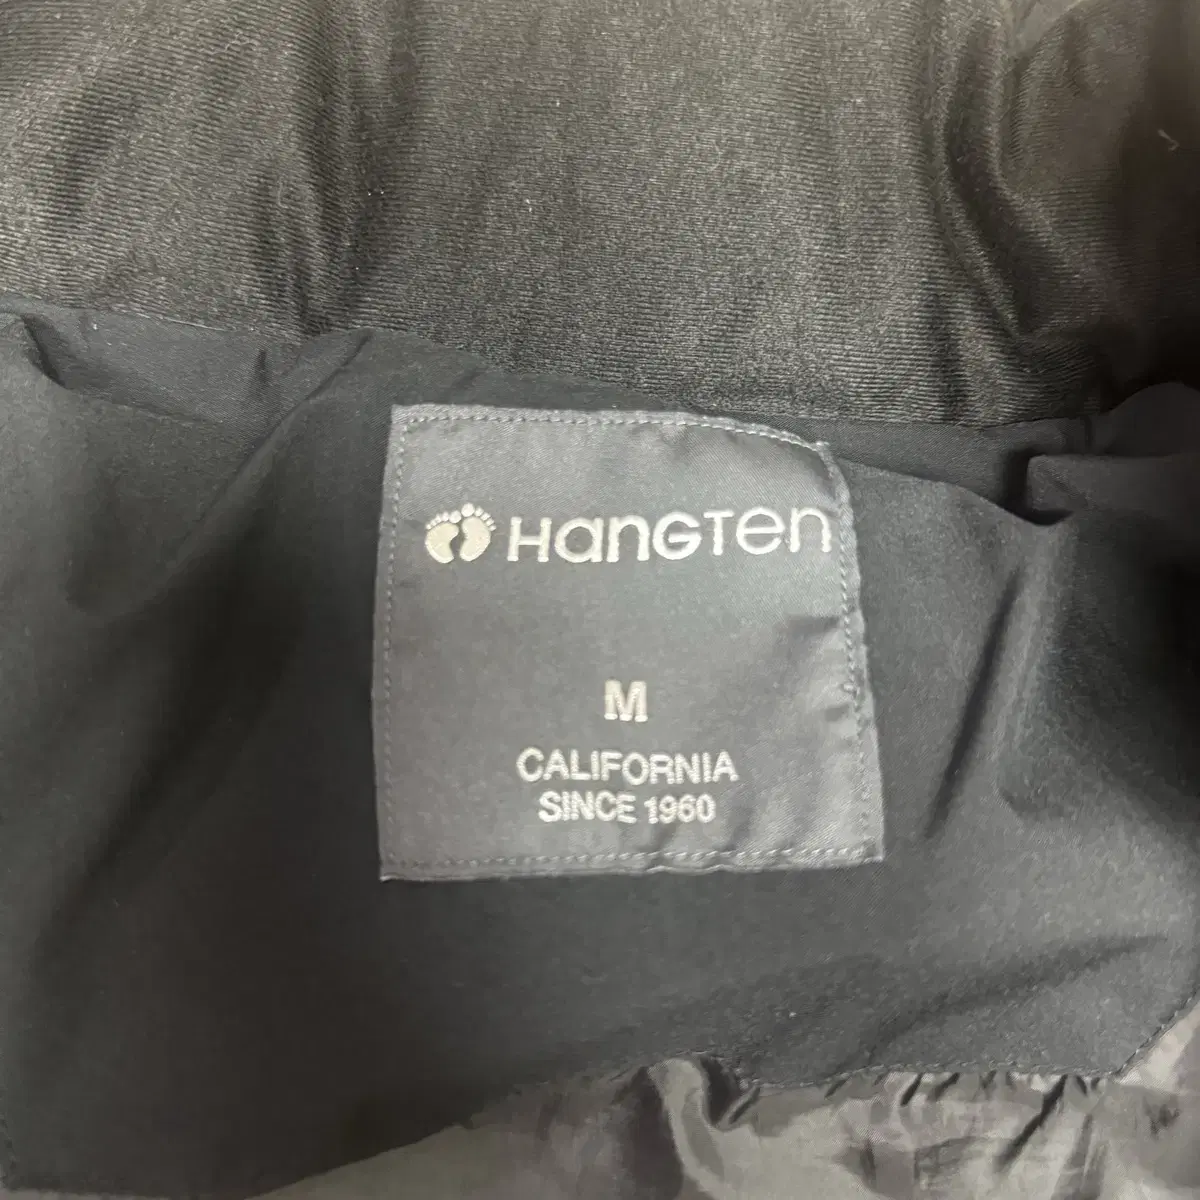 HanGTen
M
CALIFORNIA
SINCE 1960